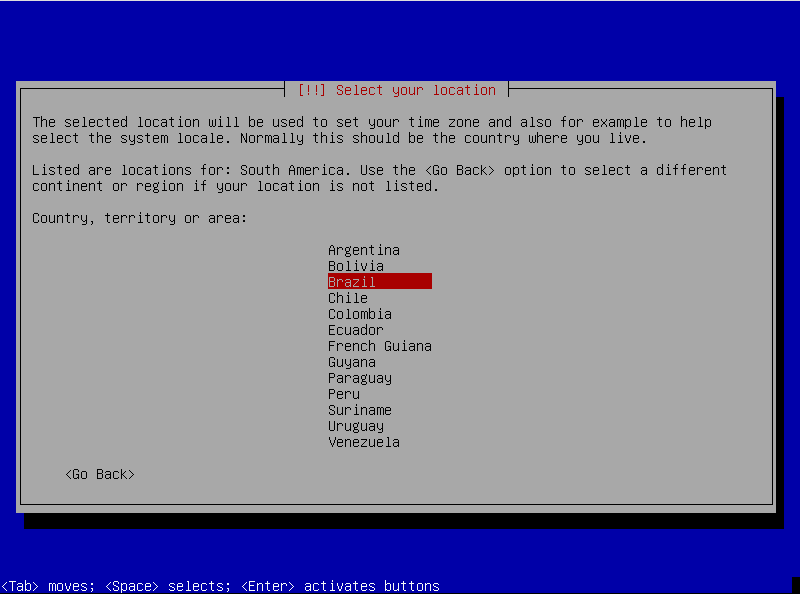 [!!] Select your location
The selected location will be used to set your time zone and also for example to help
select the system locale. Normally this should be the country where you live.
Listed are locations for: South America. Use the <Go Back> option to select a different
continent or region if your location is not listed.
Country, territory or area:
Argentina
Bolivia
Brazil
Chile
Colombia
Ecuador
French Guiana
Guyana
Paraguay
Peru
Suriname
Uruguay
Venezuela
<Go Back>
<Tab> moves; <Space> selects; <Enter> activates buttons